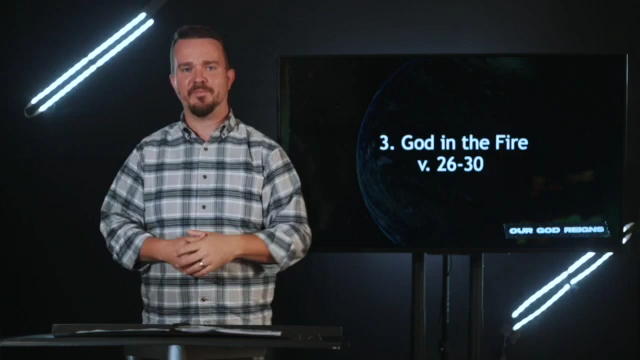 3. God in the Fire
v. 26-30
OUR GOD REIGNS